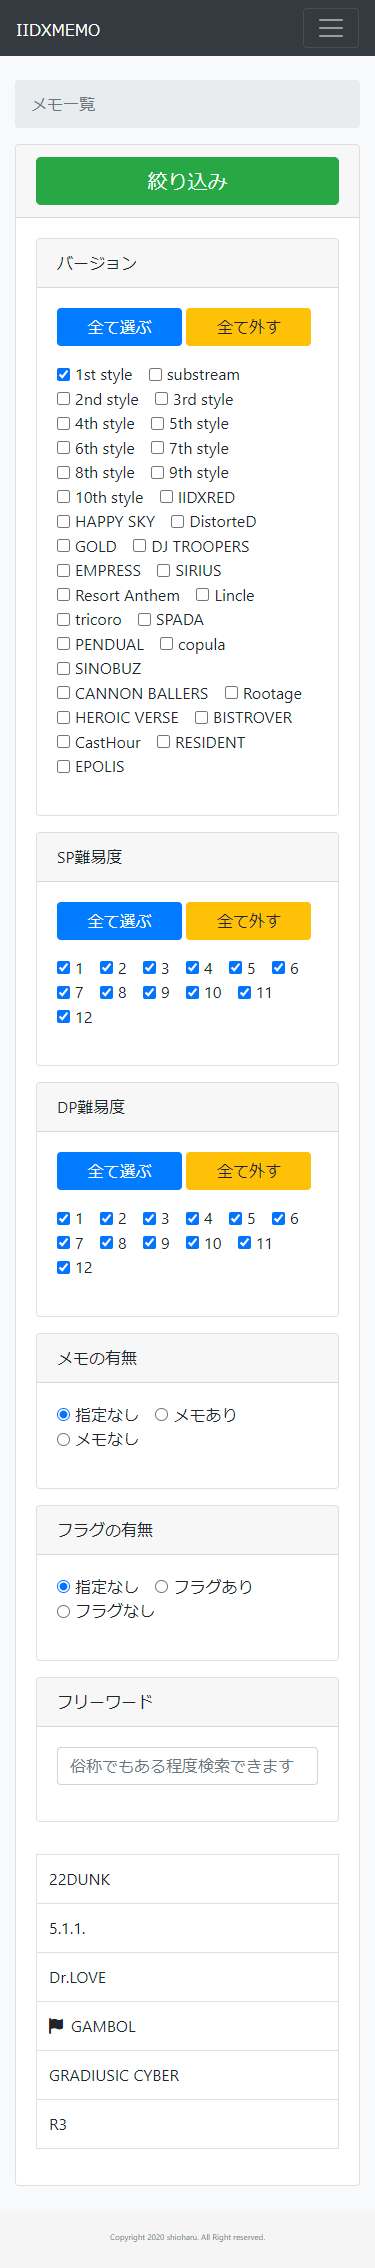 IIDXMEMO
メモ一覧
絞り込み
バージョン
全て選ぶ 全て外す
1st style substream
2nd style 3rd style
4th style 5th style
6th style 7th style
8th style 9th style
10th style IIDXRED
HAPPY SKY DistorteD
GOLD DJ TROOPERS
EMPRESS SIRIUS
Resort Anthem Lincle
tricoro SPADA
PENDUAL copula
SINOBUZ
CANNON BALLERS Rootage
HEROIC VERSE BISTROVER
CastHour RESIDENT
EPOLIS
SP難易度
全て選ぶ 全て外す
1 2 3 4 5 6
7 8 9 10 11
12
DP難易度
全て選ぶ 全て外す
1 2 3 4 5 6
7 8 9 10 11
12
メモの有無
指定なし メモあり
メモなし
フラグの有無
指定なし フラグあり
フラグなし
フリーワード
俗称でもある程度検索できます
22DUNK
5.1.1.
Dr.LOVE
GAMBOL
GRADIUSIC CYBER
R3
Copyright 2020 shioharu. All Right reserved.